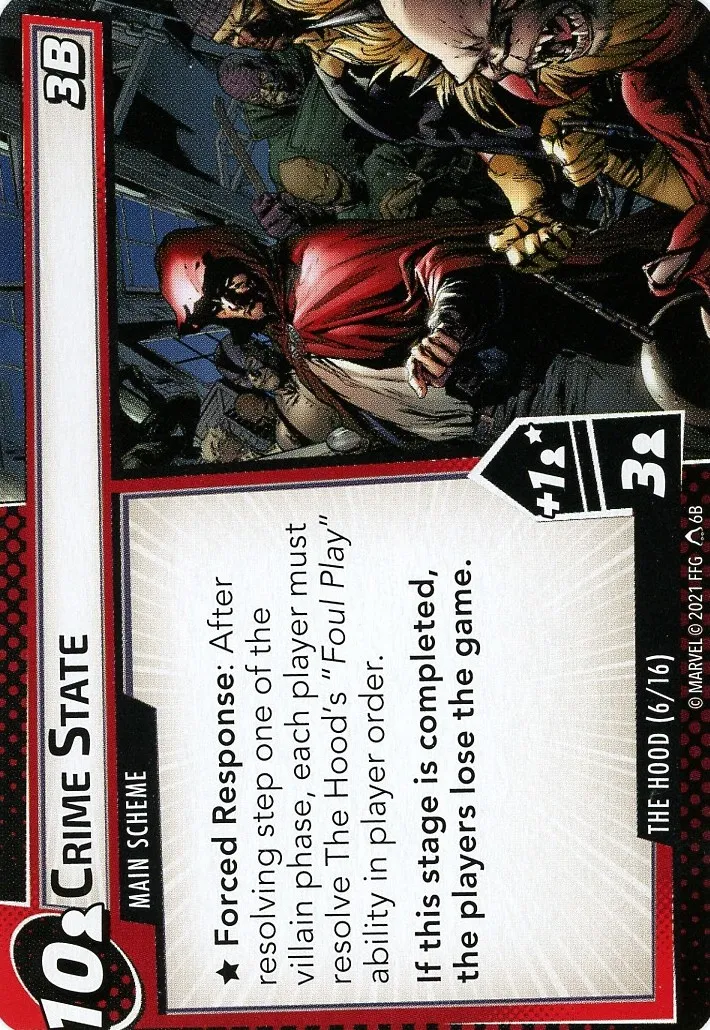 10
CRIME STATE
3B
MAIN SCHEME
★ Forced Response: After
resolving step one of the
villain phase, each player must
resolve The Hood's "Foul Play"
ability in player order.
If this stage is completed,
the players lose the game.
+1
3
THE HOOD (6/16)
© MARVEL © 2021 FFG 6B